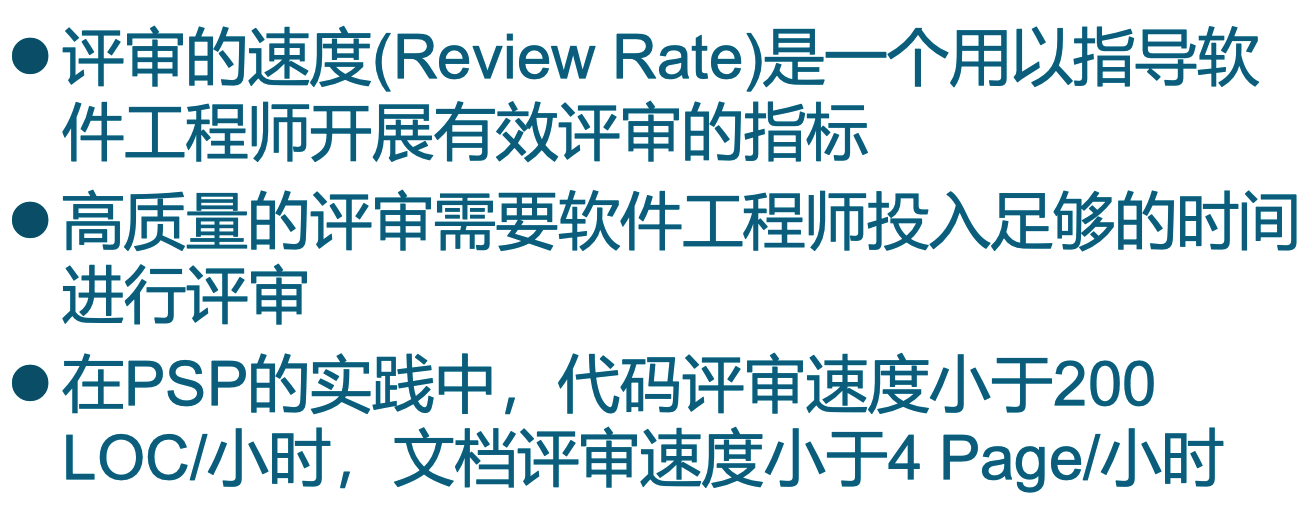 ●评审的速度(Review Rate)是一个用以指导软
件工程师开展有效评审的指标
●高质量的评审需要软件工程师投入足够的时间
进行评审
●在PSP的实践中，代码评审速度小于200
LOC/小时，文档评审速度小于4 Page/小时